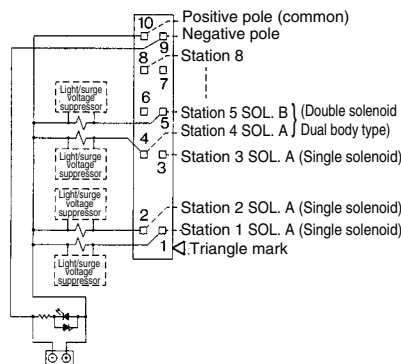 10
Positive pole (common)
9
Negative pole
8
Station 8
7
Light/surge
voltage
suppressor
6
5
Station 5 SOL. B
(Double solenoid
4
Station 4 SOL. A
Dual body type)
Light/surge
voltage
suppressor
3
Station 3 SOL. A (Single solenoid)
Light/surge
voltage
suppressor
2
Station 2 SOL. A (Single solenoid)
Station 1 SOL. A (Single solenoid)
1
Triangle mark
Light/surge
voltage
suppressor
⊖ ⊕